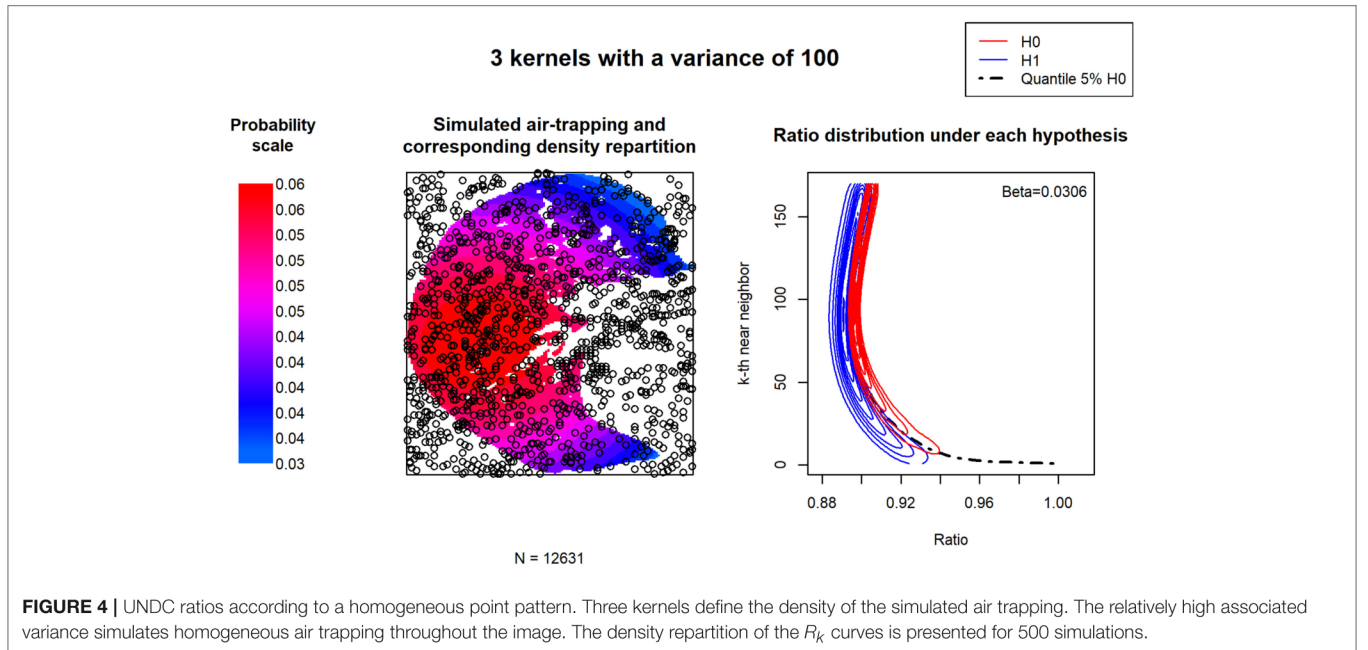 3 kernels with a variance of 100
H0
H1
Quantile 5% H0
Probability
scale
0.06
0.06
0.05
0.05
0.05
0.04
0.04
0.04
0.04
0.04
0.03
Simulated air-trapping and
corresponding density repartition
N = 12631
Ratio distribution under each hypothesis
Beta=0.0306
k-th near neighbor
150
100
50
0
0.88
0.92
0.96
1.00
Ratio
FIGURE 4 | UNDC ratios according to a homogeneous point pattern. Three kernels define the density of the simulated air trapping. The relatively high associated
variance simulates homogeneous air trapping throughout the image. The density repartition of the Rk curves is presented for 500 simulations.